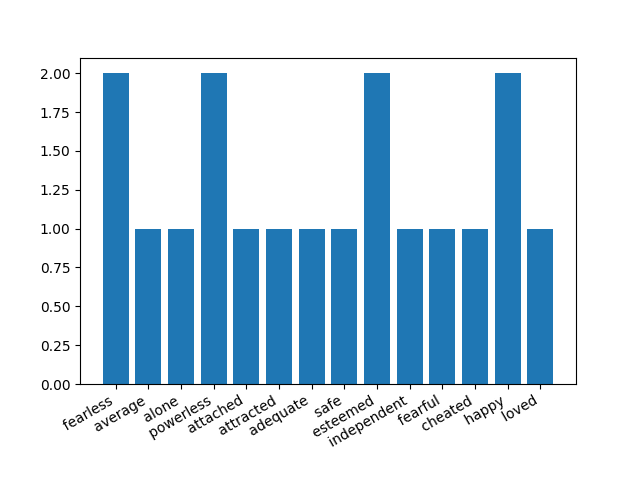 2.00
1.75
1.50
1.25
1.00
0.75
0.50
0.25
0.00
fearless
average
alone
powerless
attached
attracted
adequate
safe
esteemed
independent
fearful
cheated
happy
loved